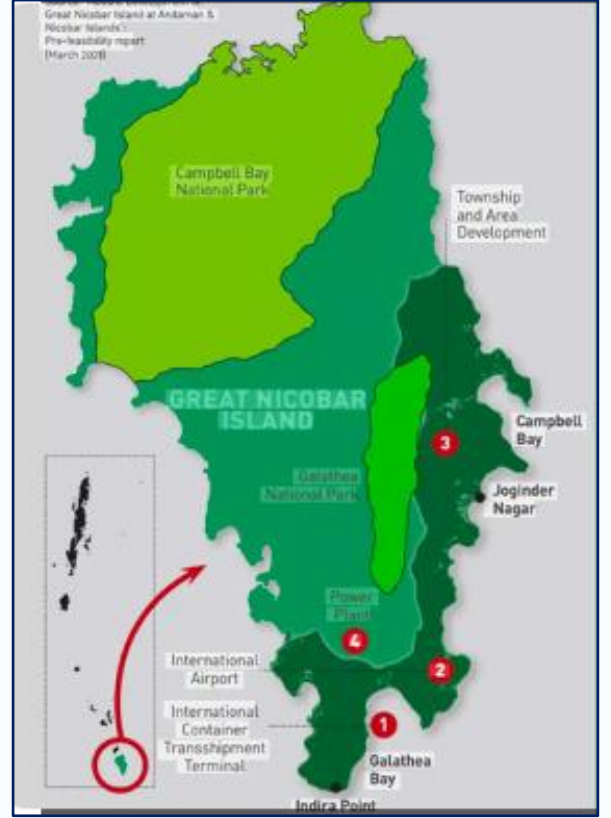 Great Nicobar Island at Andaman &
Nicobar Islands',
Pre-feasibility report
Campbell Bay
National Park
Township
and Area
Development
GREAT NICOBAR
ISLAND
Campbell
Bay
3
Galathea
National Park
Joginder
Nagar
Power
Plant
4
International
Airport
2
International
Container
Transshipment
Terminal
1
Galathea
Bay
Indira Point